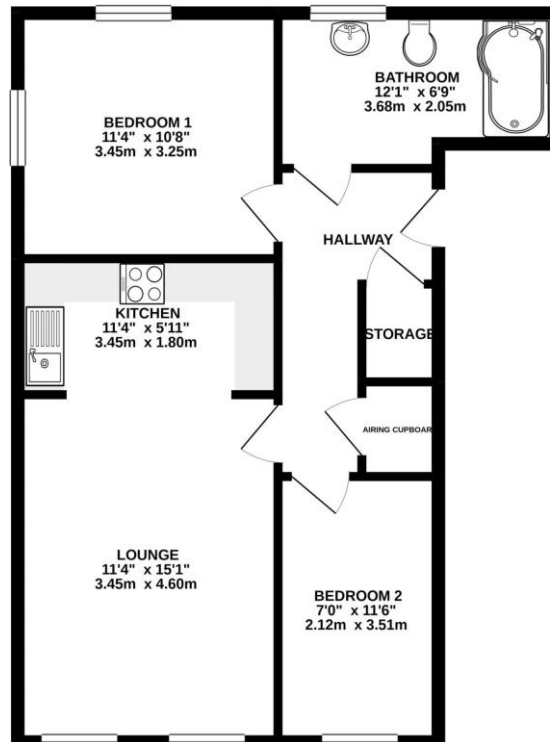 BATHROOM
12'1" x 6'9"
3.68m x 2.05m
BEDROOM 1
11'4" x 10'8"
3.45m x 3.25m
HALLWAY
KITCHEN
11'4" x 5'11"
3.45m x 1.80m
STORAGE
AIRING CUPBOAR
LOUNGE
11'4" x 15'1"
3.45m x 4.60m
BEDROOM 2
7'0" x 11'6"
2.12m x 3.51m